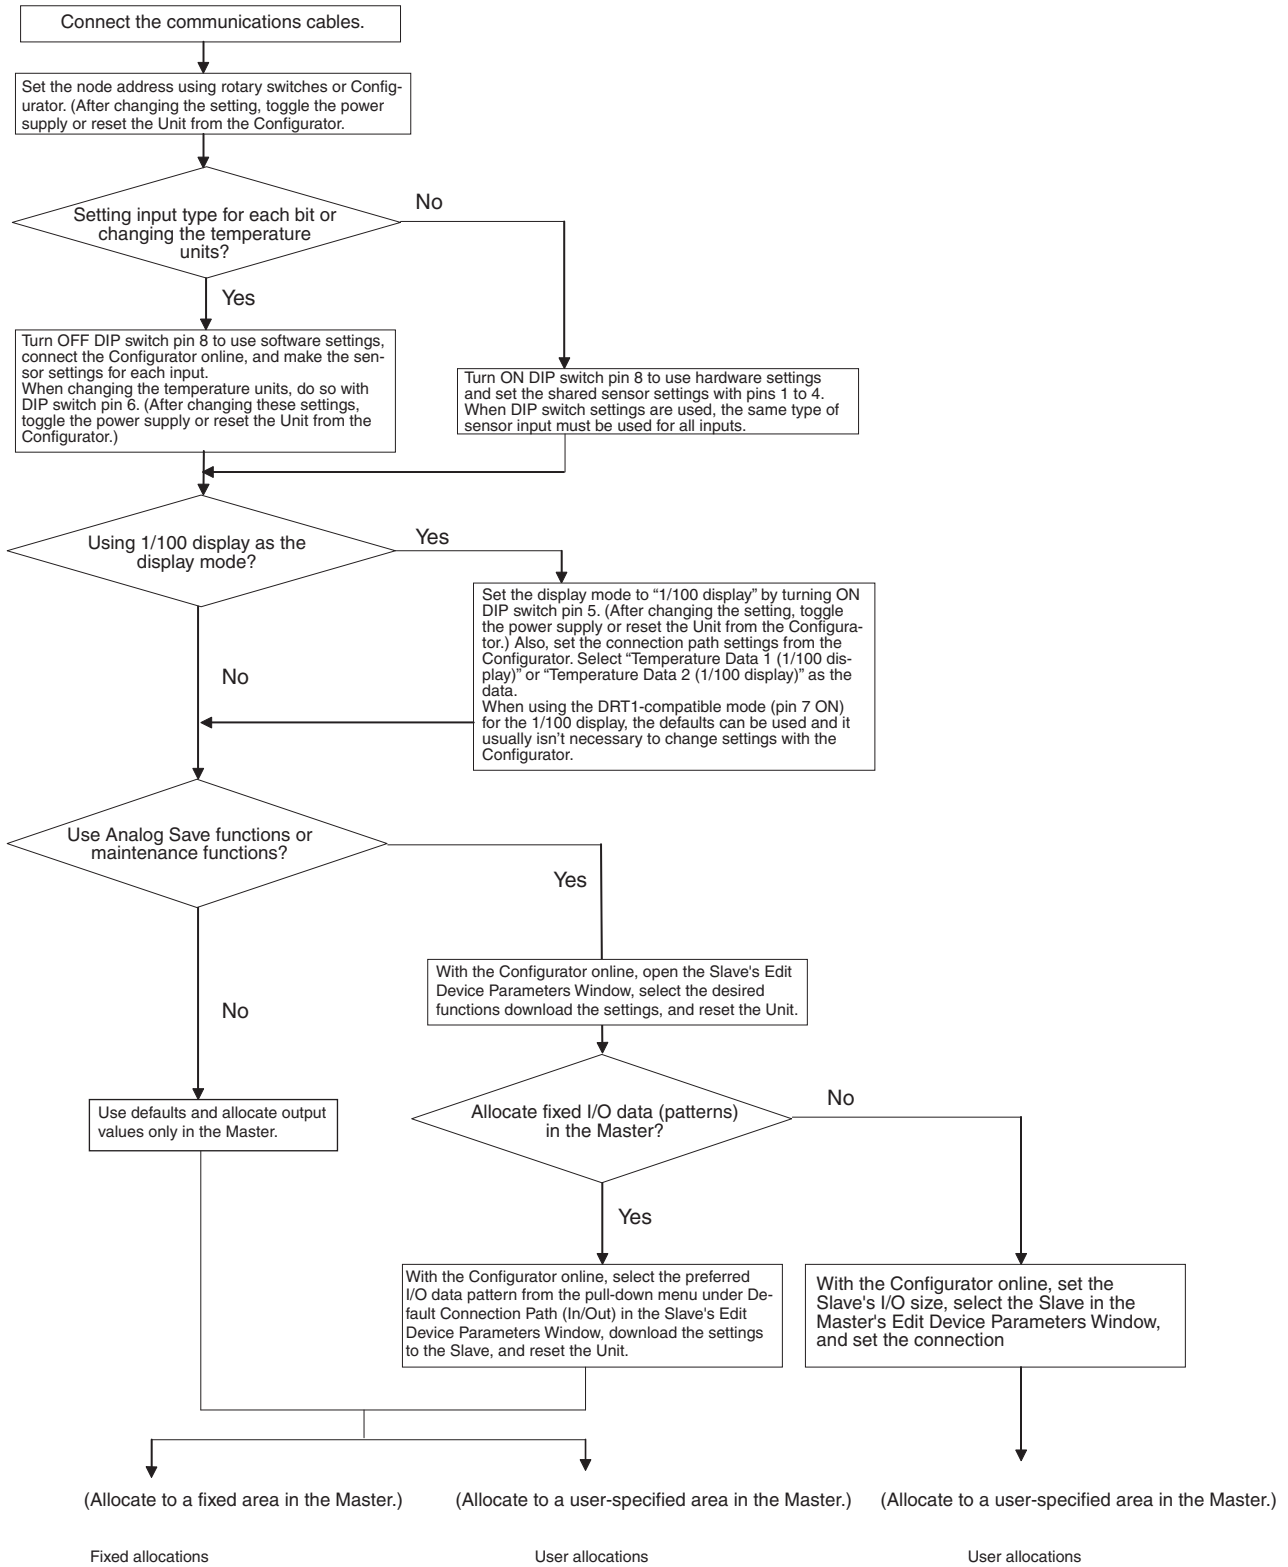 Connect the communications cables.
Set the node address using rotary switches or Config-
urator. (After changing the setting, toggle the power
supply or reset the Unit from the Configurator.
No
Setting input type for each bit or
changing the temperature
units?
Yes
Turn OFF DIP switch pin 8 to use software settings,
connect the Configurator online, and make the sen-
sor settings for each input.
When changing the temperature units, do so with
DIP switch pin 6. (After changing these settings,
toggle the power supply or reset the Unit from the
Configurator.)
Turn ON DIP switch pin 8 to use hardware settings
and set the shared sensor settings with pins 1 to 4.
When DIP switch settings are used, the same type of
sensor input must be used for all inputs.
Using 1/100 display as the
display mode?
Yes
Set the display mode to “1/100 display” by turning ON
DIP switch pin 5. (After changing the setting, toggle
the power supply or reset the Unit from the Configura-
tor.) Also, set the connection path settings from the
Configurator. Select “Temperature Data 1 (1/100 dis-
play)” or “Temperature Data 2 (1/100 display)” as the
data.
When using the DRT1-compatible mode (pin 7 ON)
for the 1/100 display, the defaults can be used and it
usually isn’t necessary to change settings with the
Configurator.
No
Use Analog Save functions or
maintenance functions?
Yes
With the Configurator online, open the Slave's Edit
Device Parameters Window, select the desired
functions download the settings, and reset the Unit.
No
Use defaults and allocate output
values only in the Master.
Allocate fixed I/O data (patterns)
in the Master?
No
Yes
With the Configurator online, select the preferred
I/O data pattern from the pull-down menu under De-
fault Connection Path (In/Out) in the Slave's Edit
Device Parameters Window, download the settings
to the Slave, and reset the Unit.
With the Configurator online, set the
Slave's I/O size, select the Slave in the
Master's Edit Device Parameters Window,
and set the connection
(Allocate to a fixed area in the Master.)
(Allocate to a user-specified area in the Master.)
(Allocate to a user-specified area in the Master.)
Fixed allocations
User allocations
User allocations